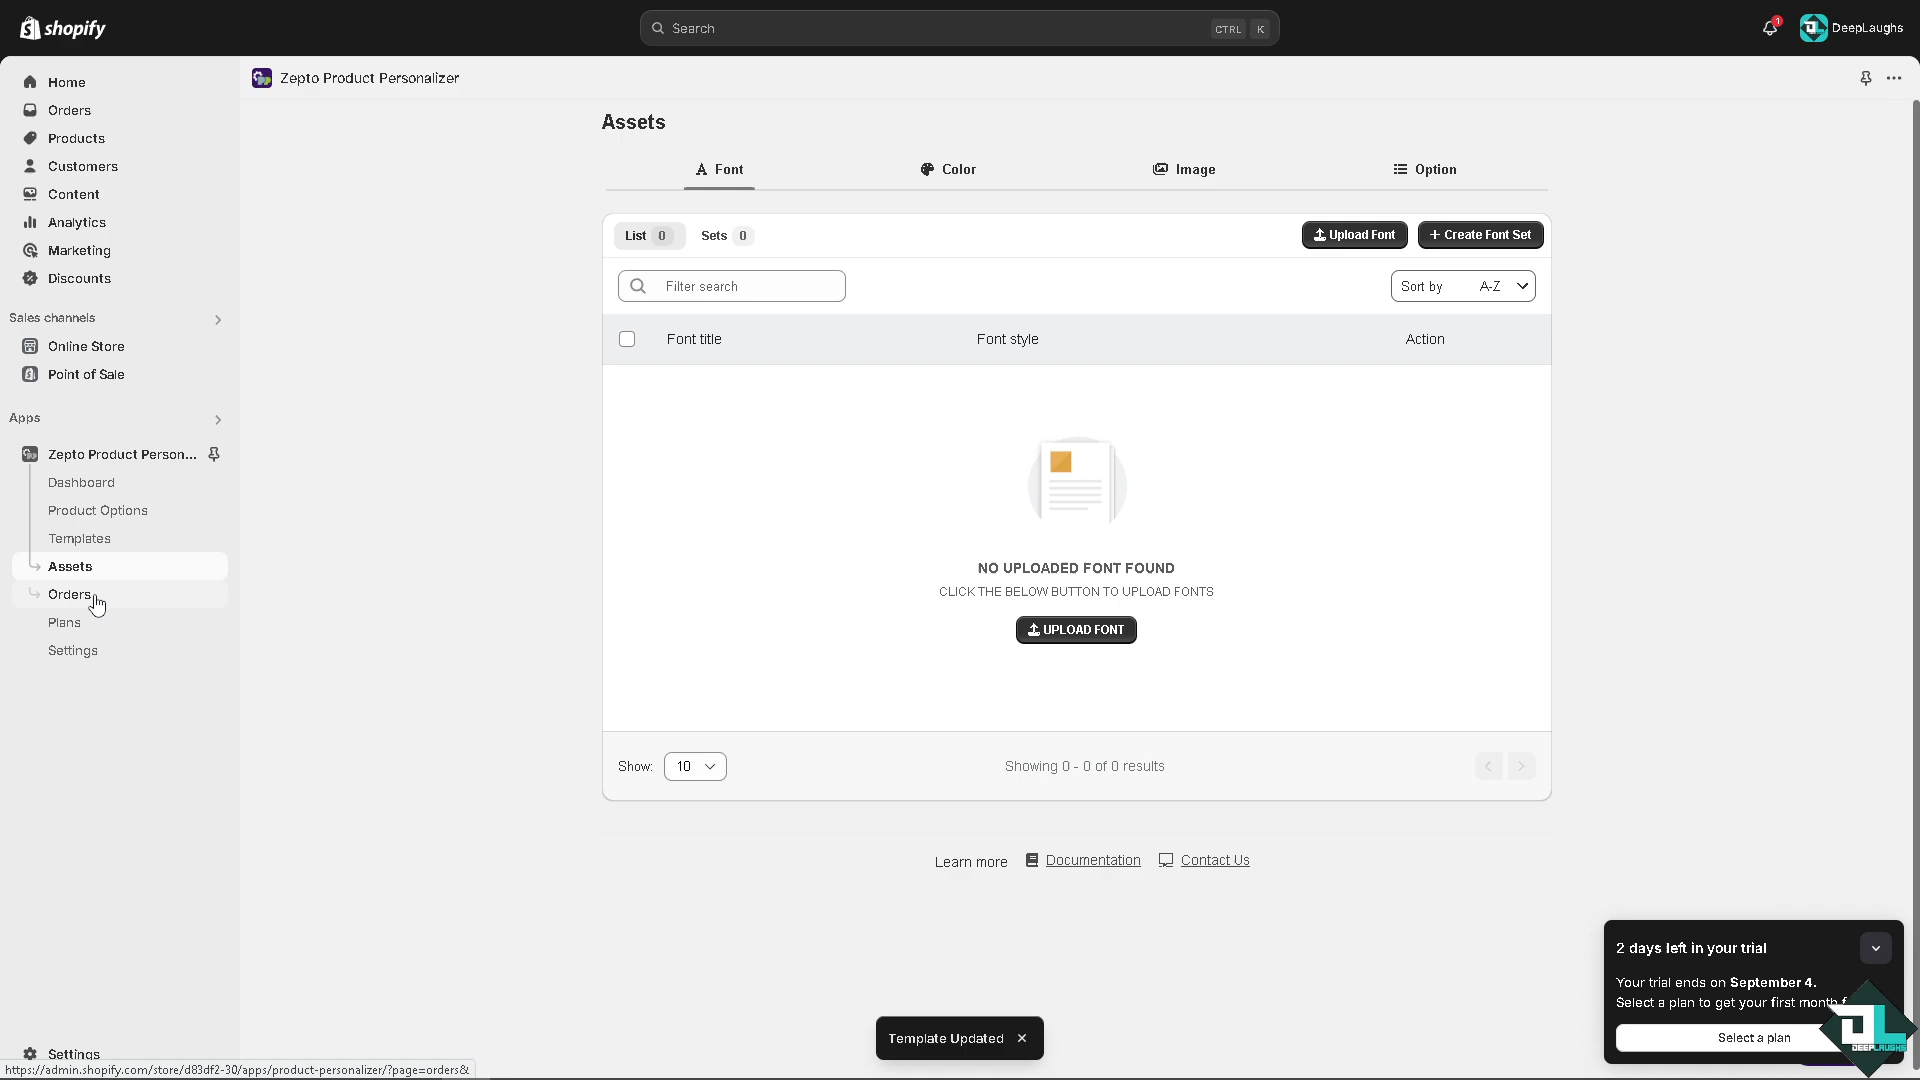 shopify
Search
CTRL K
1
DeepLaughs
Home
Orders
Products
Customers
Content
Analytics
Marketing
Discounts
Sales channels
Online Store
Point of Sale
Apps
Zepto Product Person...
Dashboard
Product Options
Templates
Assets
Orders
Plans
Settings
Settings
https://admin.shopify.com/store/d83df2-30/apps/product-personalizer/?page=orders&
Zepto Product Personalizer
Assets
Font
Color
Image
Option
List 0
Sets 0
Upload Font
+ Create Font Set
Filter search
Sort by A-Z
Font title
Font style
Action
NO UPLOADED FONT FOUND
CLICK THE BELOW BUTTON TO UPLOAD FONTS
UPLOAD FONT
Show: 10
Showing 0 - 0 of 0 results
Learn more
Documentation
Contact Us
Template Updated
2 days left in your trial
Your trial ends on September 4.
Select a plan to get your first month f
Select a plan
DEEPLAUGHS